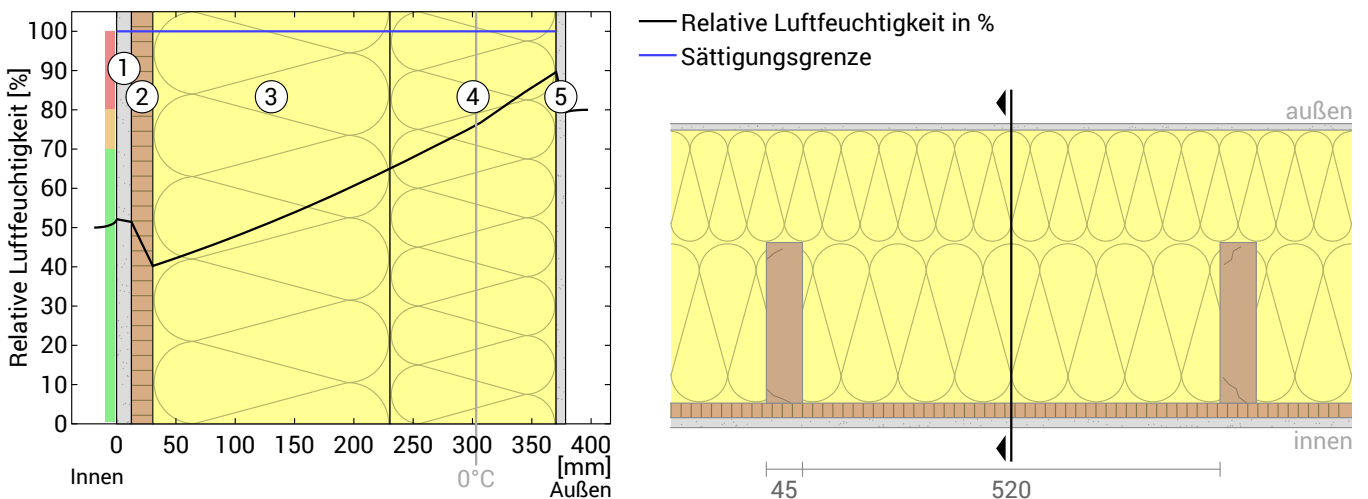 Relative Luftfeuchtigkeit [%]
100
90
80
70
60
50
40
30
20
10
0
1
2
3
4
5
0 50 100 150 200 250 300 350 400
[mm]
Innen
0°C
Außen
Relative Luftfeuchtigkeit in %
Sättigungsgrenze
außen
innen
45 520